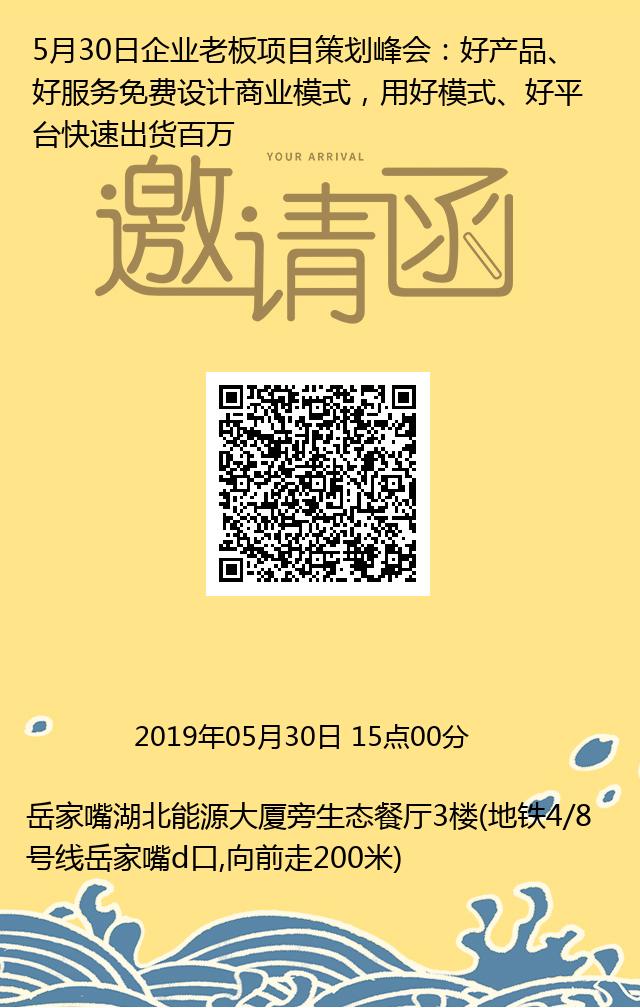 5月30日企业老板项目策划峰会：好产品、
好服务免费设计商业模式，用好模式、好平
台快速出货百万
YOUR ARRIVAL
邀请函
2019年05月30日 15点00分
岳家嘴湖北能源大厦旁生态餐厅3楼(地铁4/8
号线岳家嘴d口,向前走200米)